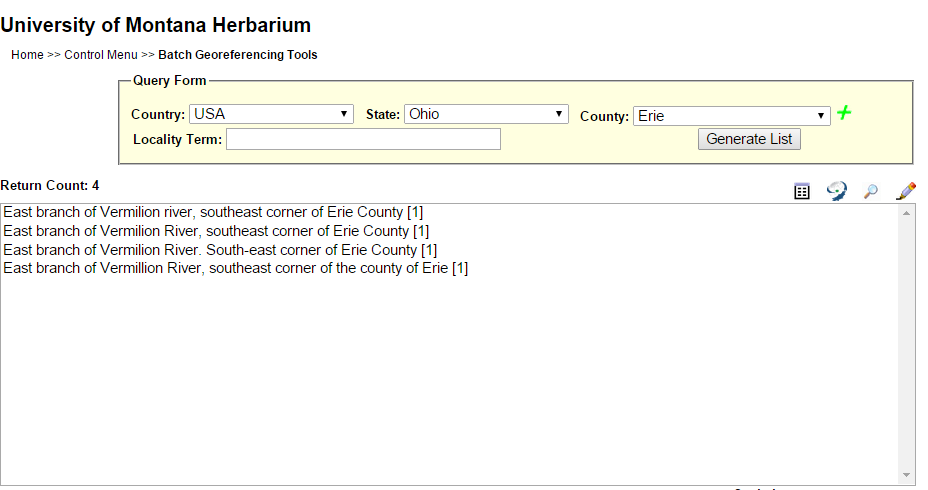 University of Montana Herbarium
Home >> Control Menu >> Batch Georeferencing Tools
Query Form
Country: USA State: Ohio County: Erie
Locality Term: Generate List
Return Count: 4
East branch of Vermilion river, southeast corner of Erie County [1]
East branch of Vermilion River, southeast corner of Erie County [1]
East branch of Vermilion River. South-east corner of Erie County [1]
East branch of Vermillion River, southeast corner of the county of Erie [1]